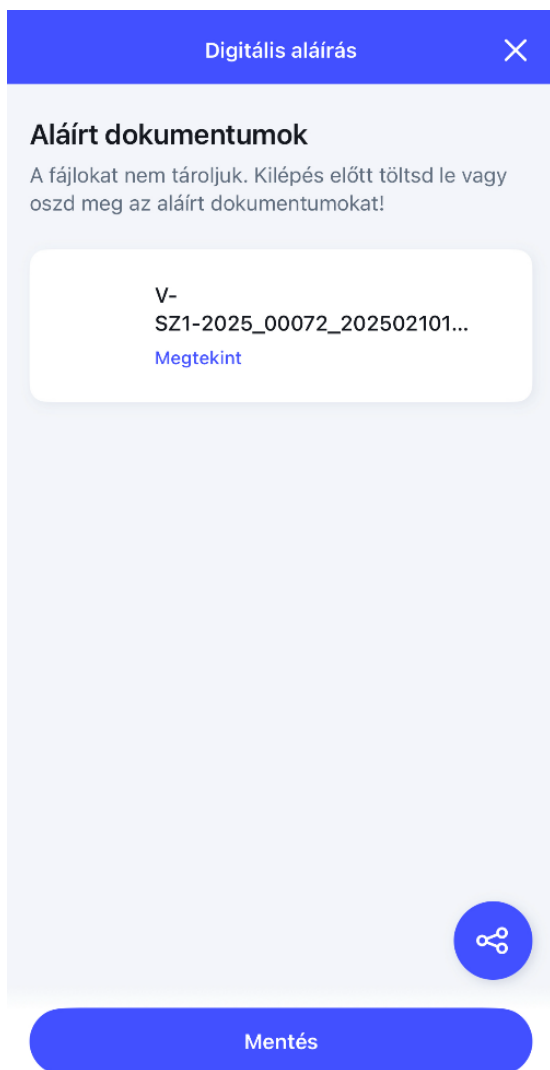 Digitális aláírás
Aláírt dokumentumok
A fájlokat nem tároljuk. Kilépés előtt töltsd le vagy
oszd meg az aláírt dokumentumokat!
V-
SZ1-2025_00072_202502101...
Megtekint
Mentés